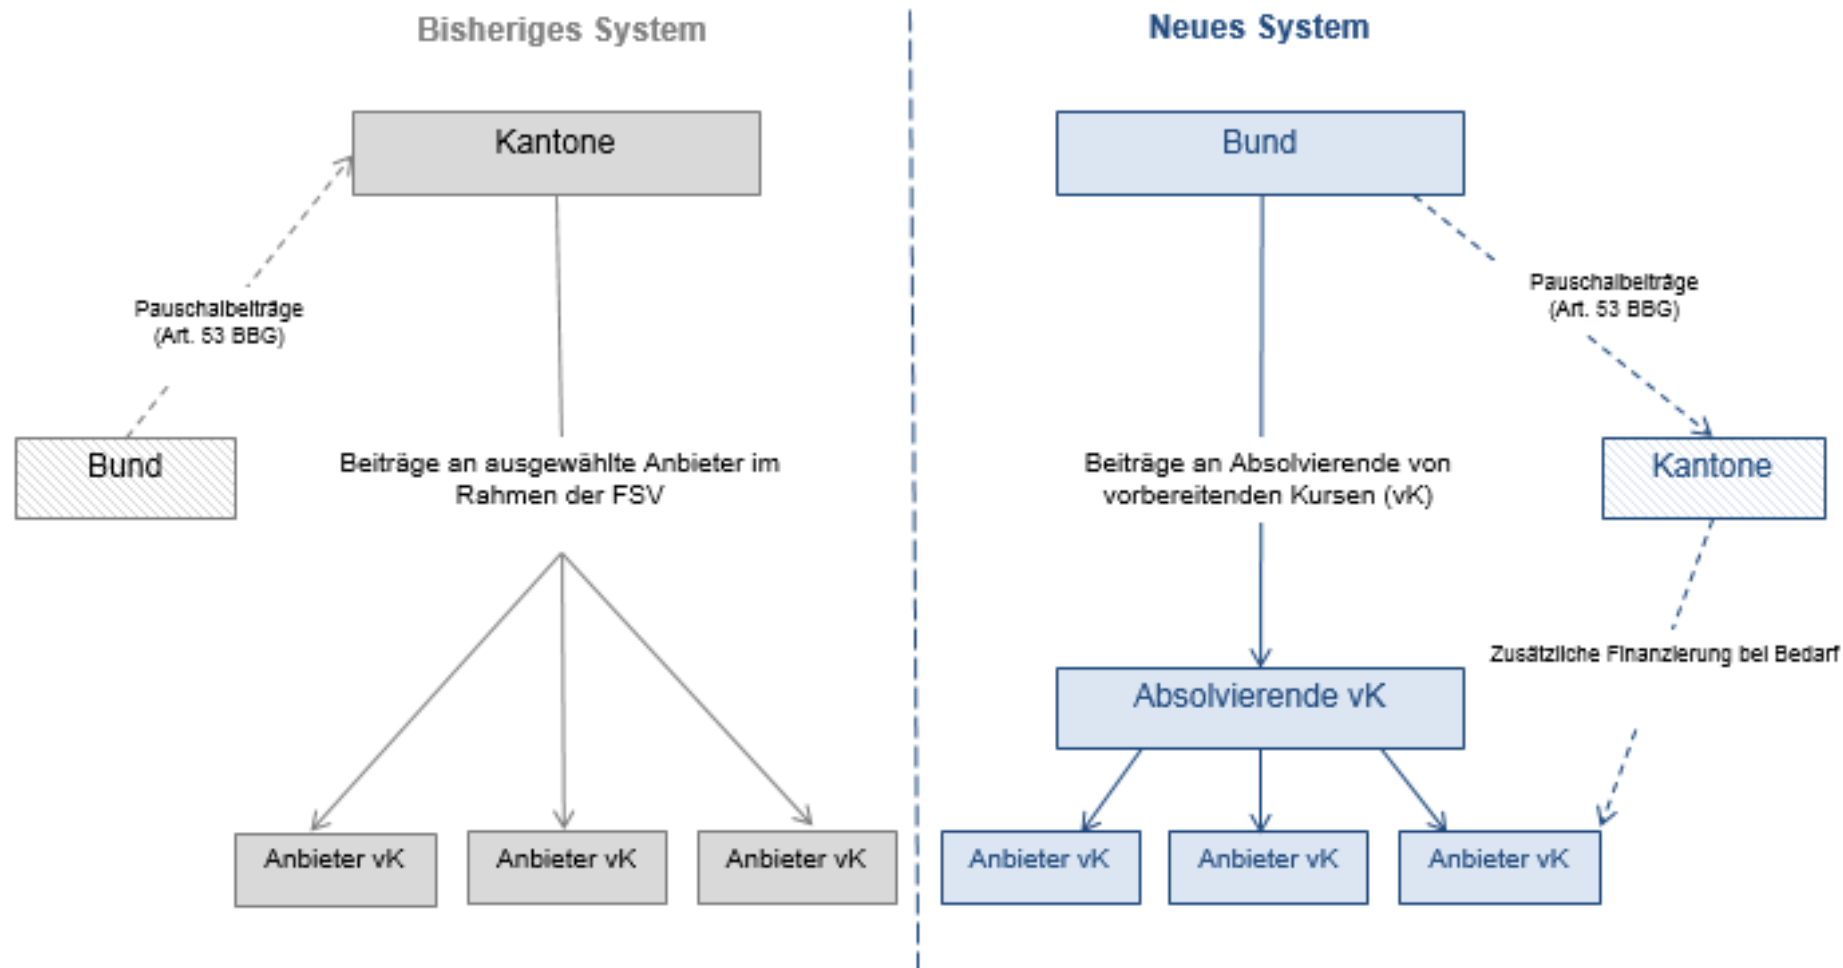 Bisheriges System
Kantone
Pauschalbeiträge
(Art. 53 BBG)
Bund
Beiträge an ausgewählte Anbieter im
Rahmen der FSV
Anbieter vK
Anbieter vK
Anbieter vK
Neues System
Bund
Pauschalbeiträge
(Art. 53 BBG)
Beiträge an Absolvierende von
vorbereitenden Kursen (vK)
Kantone
Zusätzliche Finanzierung bei Bedarf
Absolvierende vK
Anbieter vK
Anbieter vK
Anbieter vK